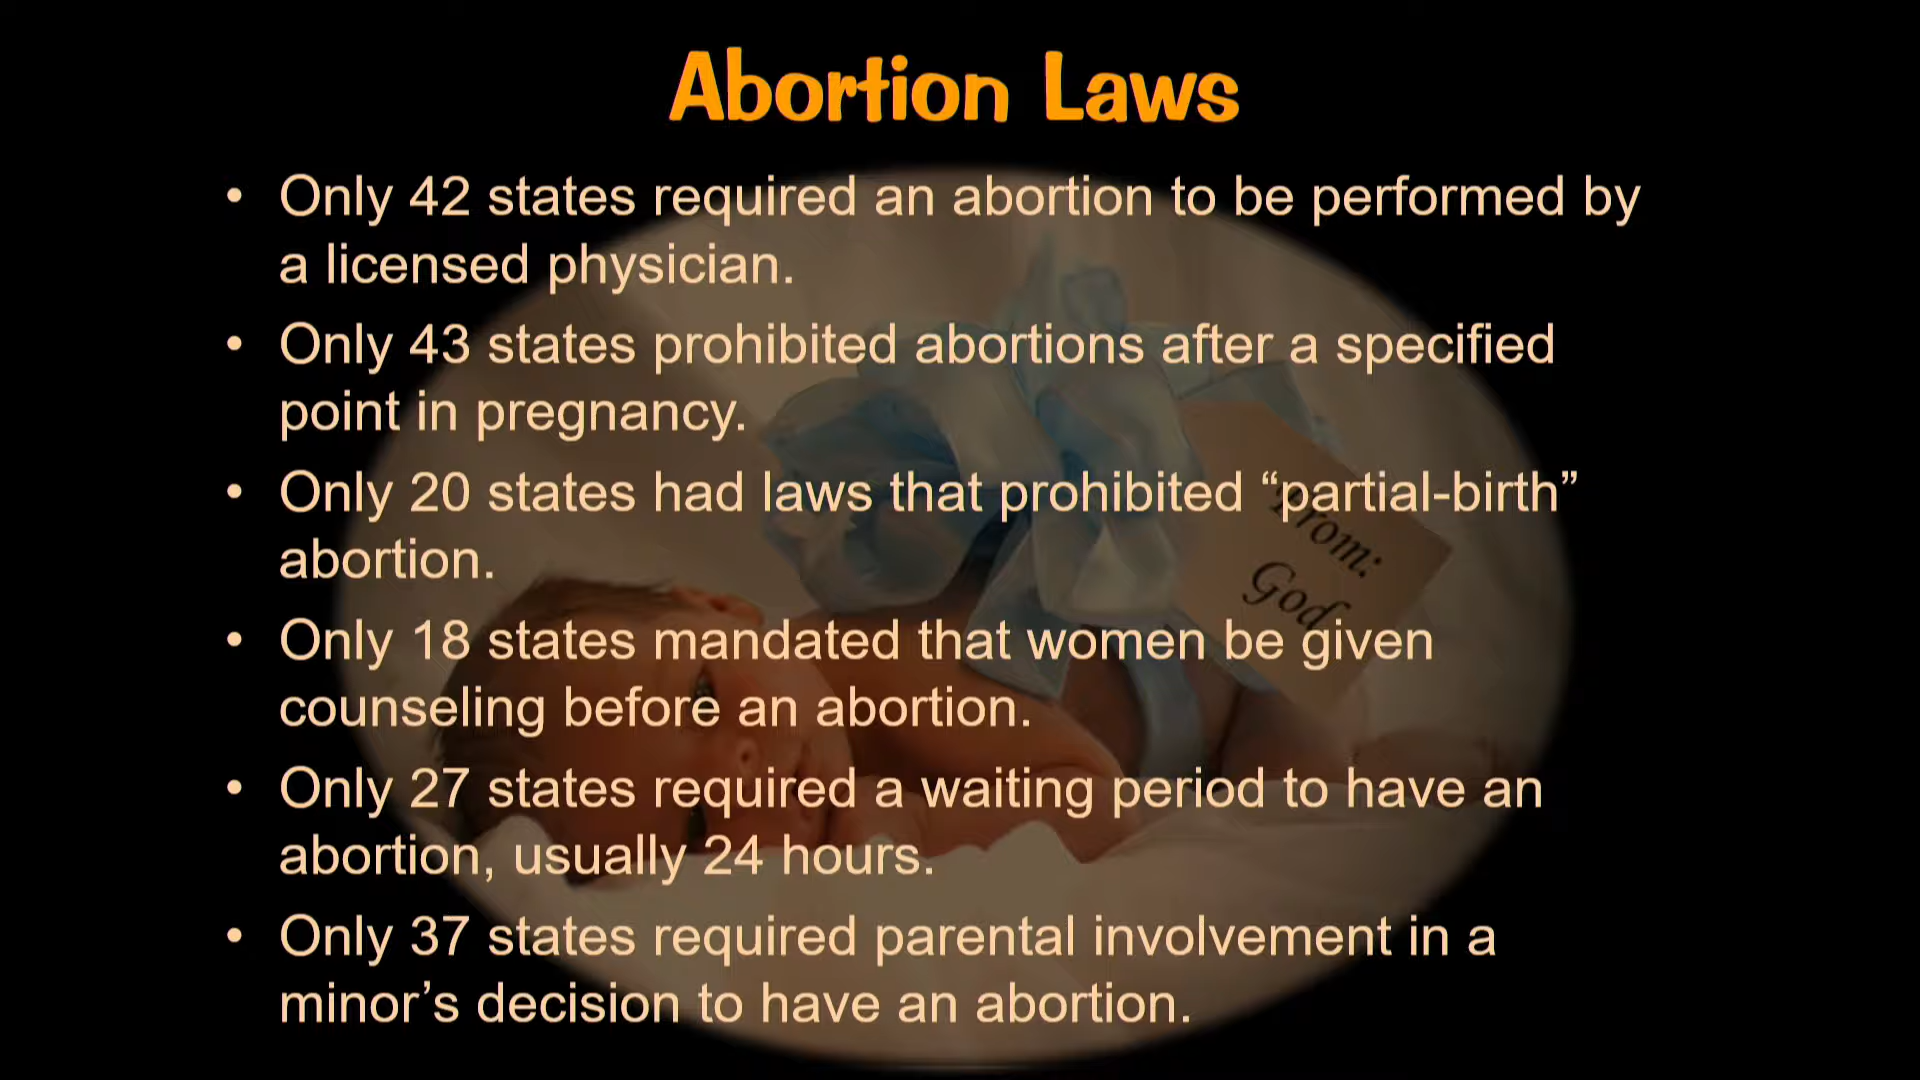 Abortion Laws
• Only 42 states required an abortion to be performed by
a licensed physician.
• Only 43 states prohibited abortions after a specified
point in pregnancy.
• Only 20 states had laws that prohibited “partial-birth”
abortion.
• Only 18 states mandated that women be given
counseling before an abortion.
• Only 27 states required a waiting period to have an
abortion, usually 24 hours.
• Only 37 states required parental involvement in a
minor’s decision to have an abortion.
From:
God